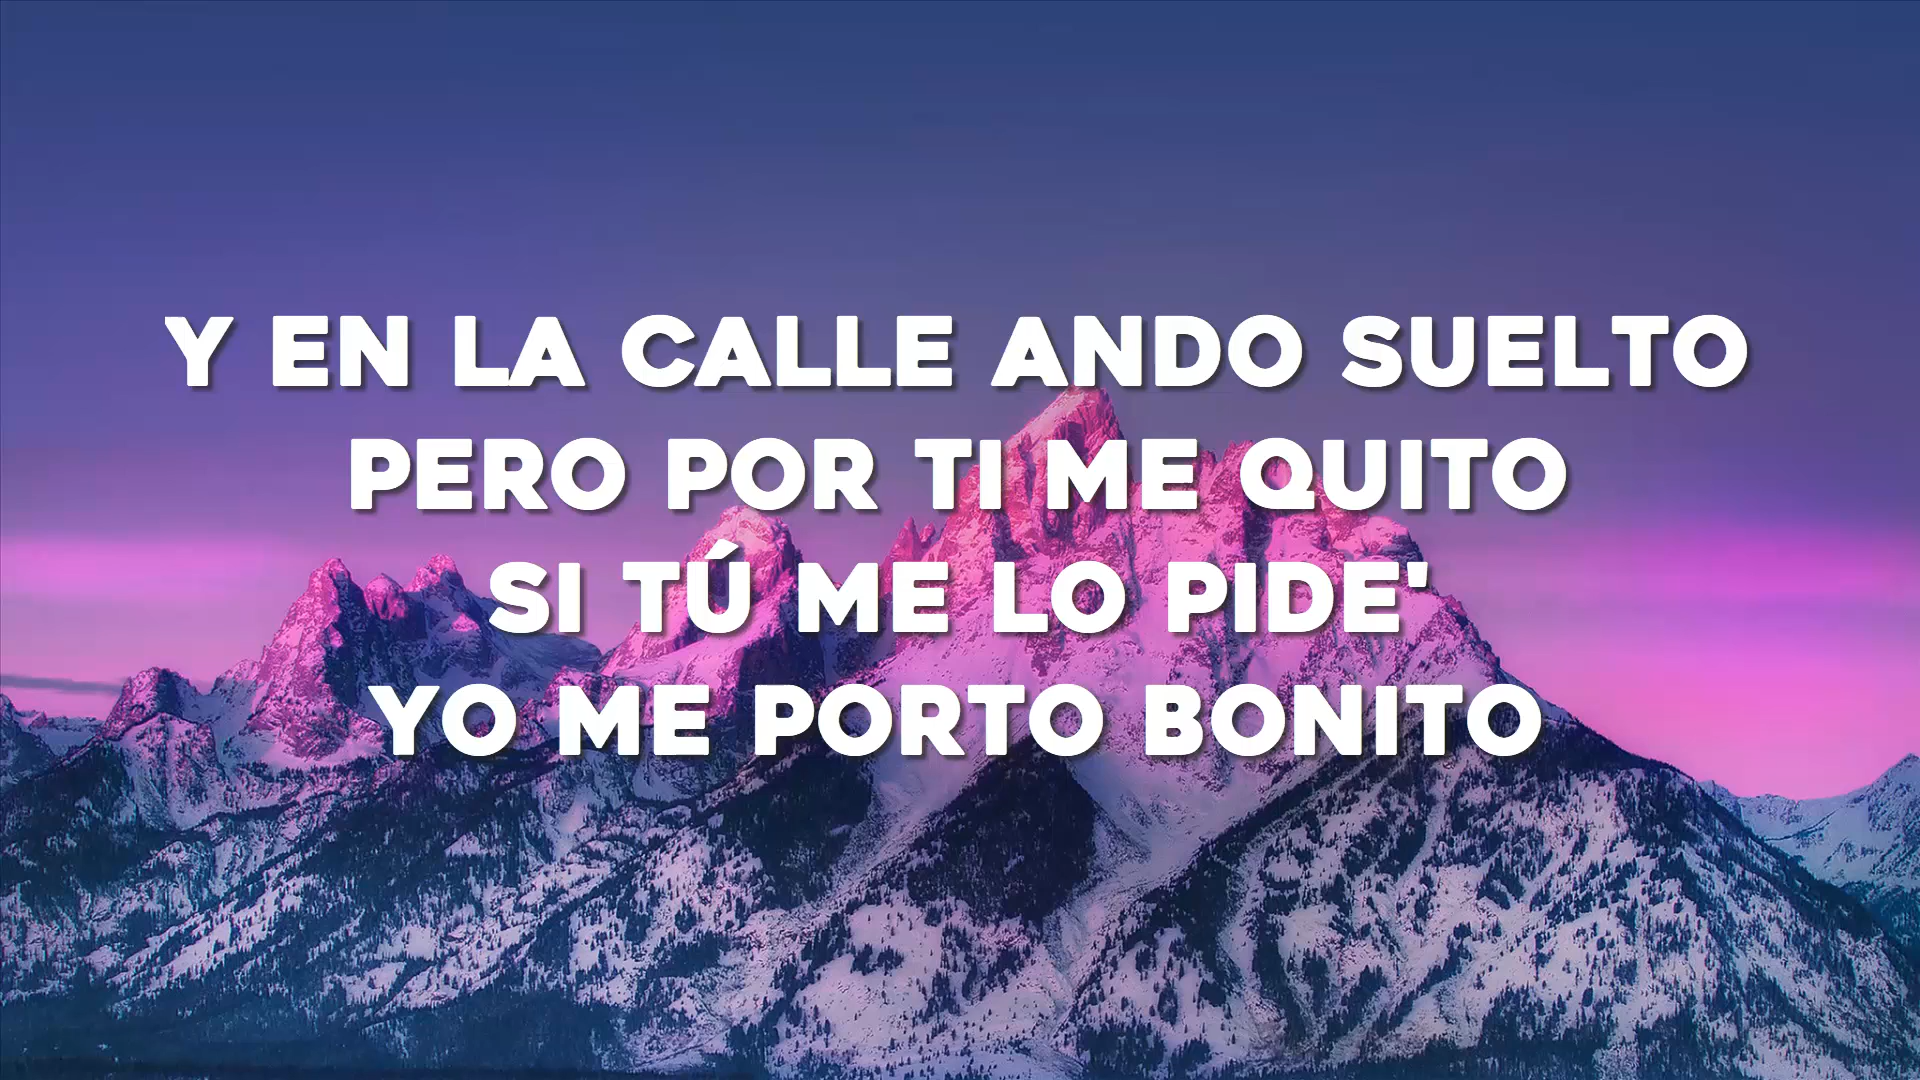 Y EN LA CALLE ANDO SUELTO
PERO POR TI ME QUITO
SI TÚ ME LO PIDE'
YO ME PORTO BONITO